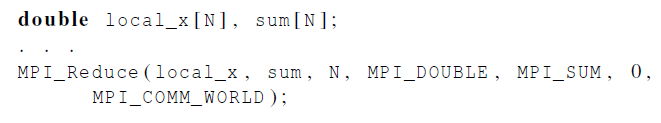 double local_x[N], sum[N];
. . .
MPI_Reduce(local_x, sum, N, MPI_DOUBLE, MPI_SUM, 0,
MPI_COMM_WORLD);